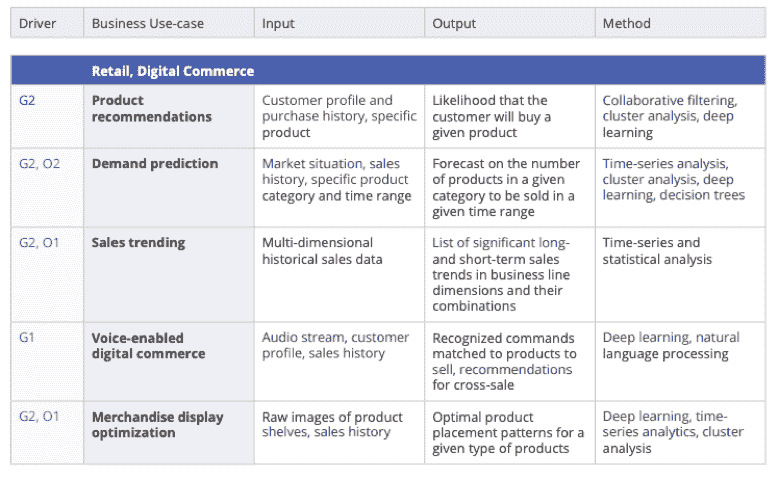 Driver
Business Use-case
Input
Output
Method
Retail, Digital Commerce
G2
Product
recommendations
Customer profile and
purchase history, specific
product
Likelihood that the
customer will buy a
given product
Collaborative filtering,
cluster analysis, deep
learning
G2, O2
Demand prediction
Market situation, sales
history, specific product
category and time range
Forecast on the number
of products in a given
category to be sold in a
given time range
Time-series analysis,
cluster analysis, deep
learning, decision trees
G2, O1
Sales trending
Multi-dimensional
historical sales data
List of significant long-
and short-term sales
trends in business line
dimensions and their
combinations
Time-series and
statistical analysis
G1
Voice-enabled
digital commerce
Audio stream, customer
profile, sales history
Recognized commands
matched to products to
sell, recommendations
for cross-sale
Deep learning, natural
language processing
G2, O1
Merchandise display
optimization
Raw images of product
shelves, sales history
Optimal product
placement patterns for a
given type of products
Deep learning, time-
series analytics, cluster
analysis